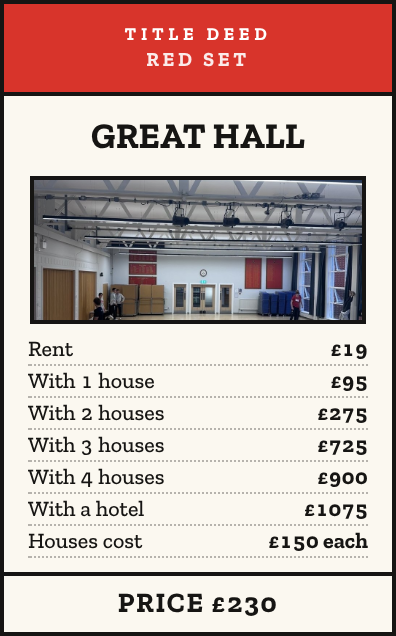 TITLE DEED
RED SET
GREAT HALL
Rent £19
With 1 house £95
With 2 houses £275
With 3 houses £725
With 4 houses £900
With a hotel £1075
Houses cost £150 each
PRICE £230